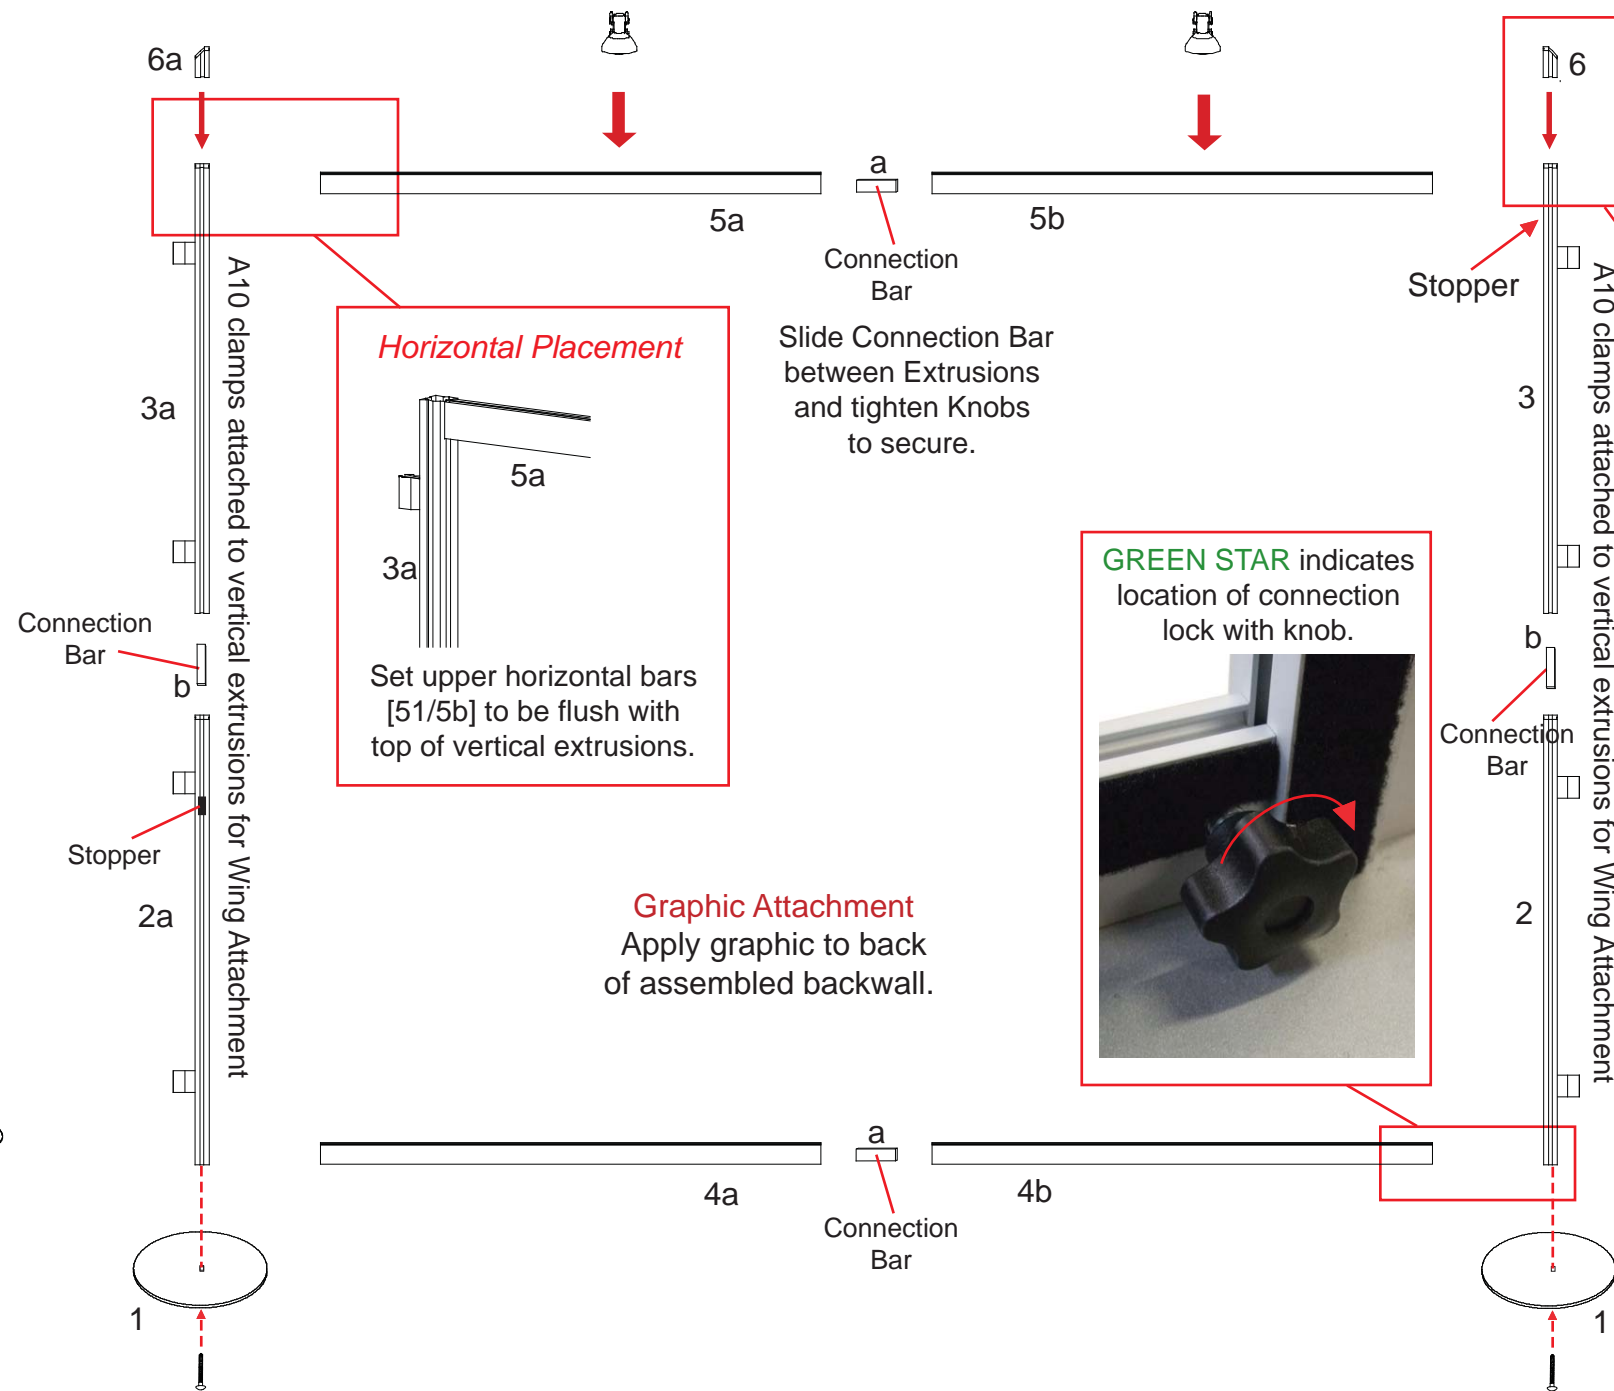 6a
6
a
5a
5b
Connection
Bar
Stopper
Slide Connection Bar
between Extrusions
and tighten Knobs
to secure.
Horizontal Placement
5a
3a
Set upper horizontal bars
[51/5b] to be flush with
top of vertical extrusions.
3a
A10 clamps attached to vertical extrusions for Wing Attachment
3
A10 clamps attached to vertical extrusions for Wing Attachment
GREEN STAR indicates
location of connection
lock with knob.
Connection
Bar
b
b
Connection
Bar
Stopper
2a
2
Graphic Attachment
Apply graphic to back
of assembled backwall.
a
4a
4b
Connection
Bar
1
1